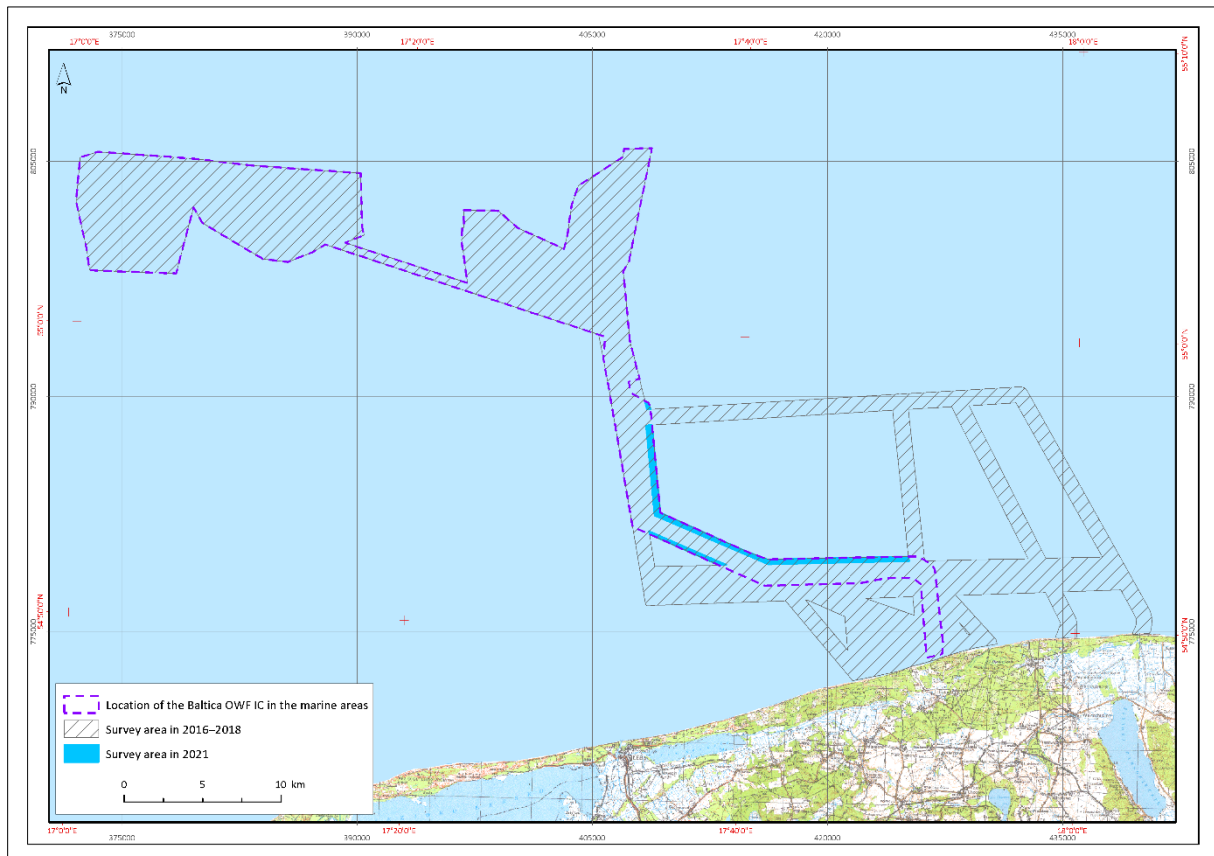 375000 390000 405000 420000 435000
17°0'0"E 17°20'0"E 17°40'0"E 18°0'0"E
55°10'0"N
N
805000 805000
55°0'0"N 55°0'0"N
790000 790000
54°50'0"N 54°50'0"N
775000 775000
Location of the Baltica OWF IC in the marine areas
Survey area in 2016–2018
Survey area in 2021
0 5 10 km
17°0'0"E 17°20'0"E 17°40'0"E 18°0'0"E
375000 390000 405000 420000 435000